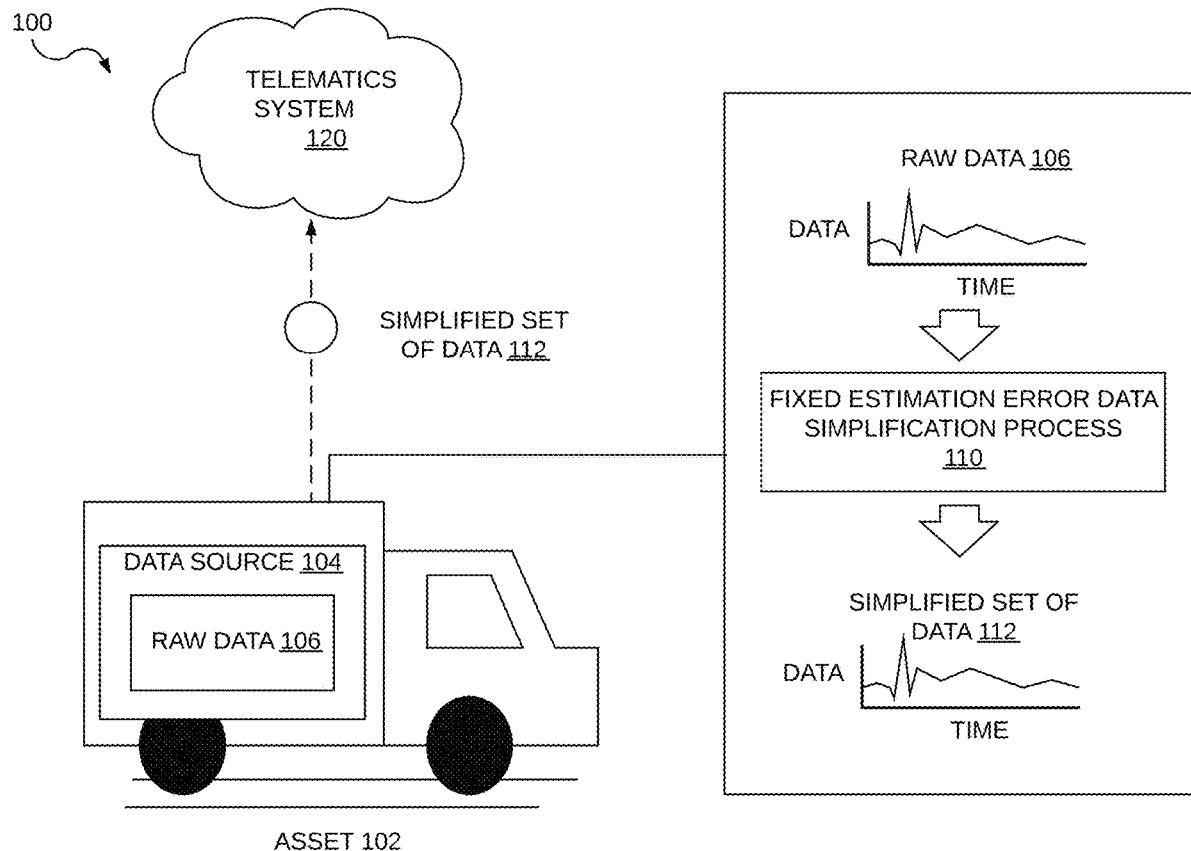 100
TELEMATICS
SYSTEM
120
SIMPLIFIED SET
OF DATA 112
DATA SOURCE 104
RAW DATA 106
ASSET 102
RAW DATA 106
DATA
TIME
FIXED ESTIMATION ERROR DATA
SIMPLIFICATION PROCESS
110
SIMPLIFIED SET OF
DATA 112
DATA
TIME